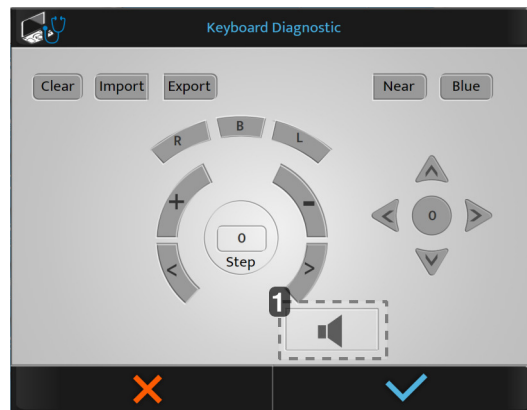 Keyboard Diagnostic
Clear Import Export Near Blue
R B L
+ -
0
Step
0
< >
1